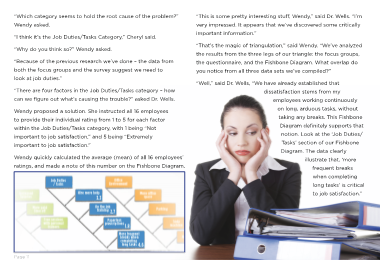 "Which category seems to hold the root cause of the problem?"
Wendy asked.
"I think it's the Job Duties/Tasks Category," Cheryl said.
"Why do you think so?" Wendy asked.
"Because of the previous research we've done – the data from
both the focus groups and the survey suggest we need to
look at job duties."
"There are four factors in the Job Duties/Tasks category – how
can we figure out what's causing the trouble?" asked Dr. Wells.
Wendy proposed a solution. She instructed all 16 employees
to provide their individual rating from 1 to 5 for each factor
within the Job Duties/Tasks category, with 1 being "Not
important to job satisfaction," and 5 being "Extremely
important to job satisfaction."
Wendy quickly calculated the average (mean) of all 16 employees'
ratings, and made a note of this number on the Fishbone Diagram.
Page 7
"This is some pretty interesting stuff, Wendy," said Dr. Wells. "I'm
very impressed. It appears that we've discovered some critically
important information."
"That's the magic of triangulation," said Wendy. "We've analyzed
the results from the three legs of our triangle: the focus groups,
the questionnaire, and the Fishbone Diagram. What overlap do
you notice from all three data sets we've compiled?"
"Well," said Dr. Wells, "We have already established that
dissatisfaction stems from my
employees working continuously
on long, arduous tasks, without
taking any breaks. This Fishbone
Diagram definitely supports that
notion. Look at the 'Job Duties/
Tasks' section of our Fishbone
Diagram. The data clearly
illustrate that, 'more
frequent breaks
when completing
long tasks' is critical
to job satisfaction."